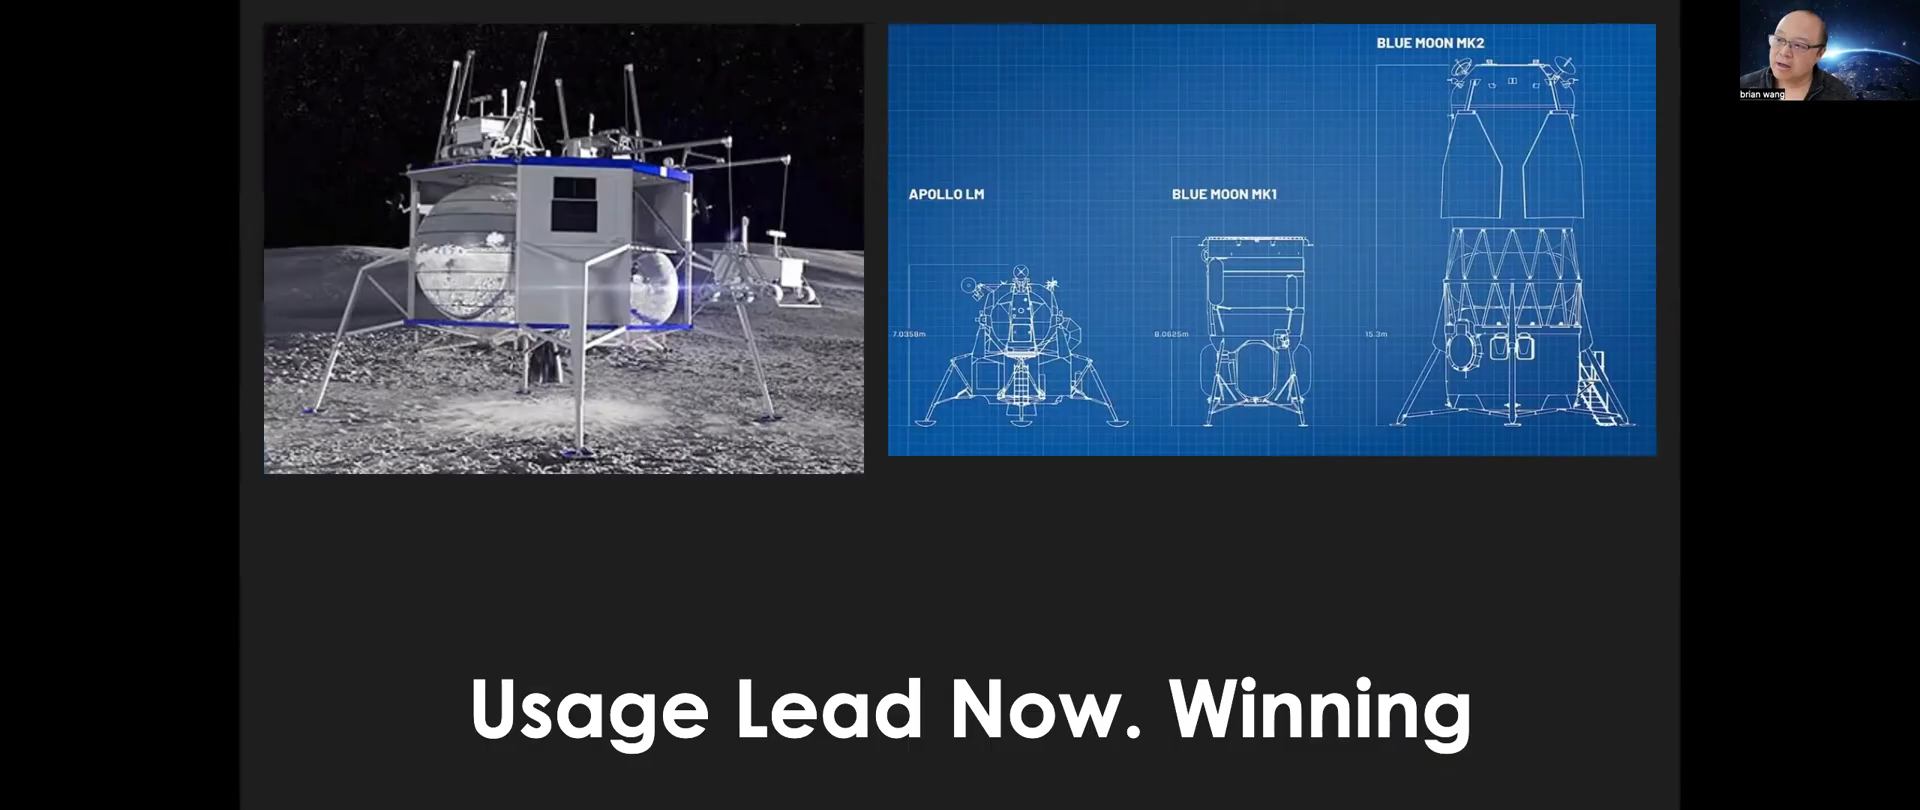 BLUE MOON MK2
APOLLO LM
BLUE MOON MK1
7.0358m
8.0625m
15.3m
Usage Lead Now. Winning
brian wang